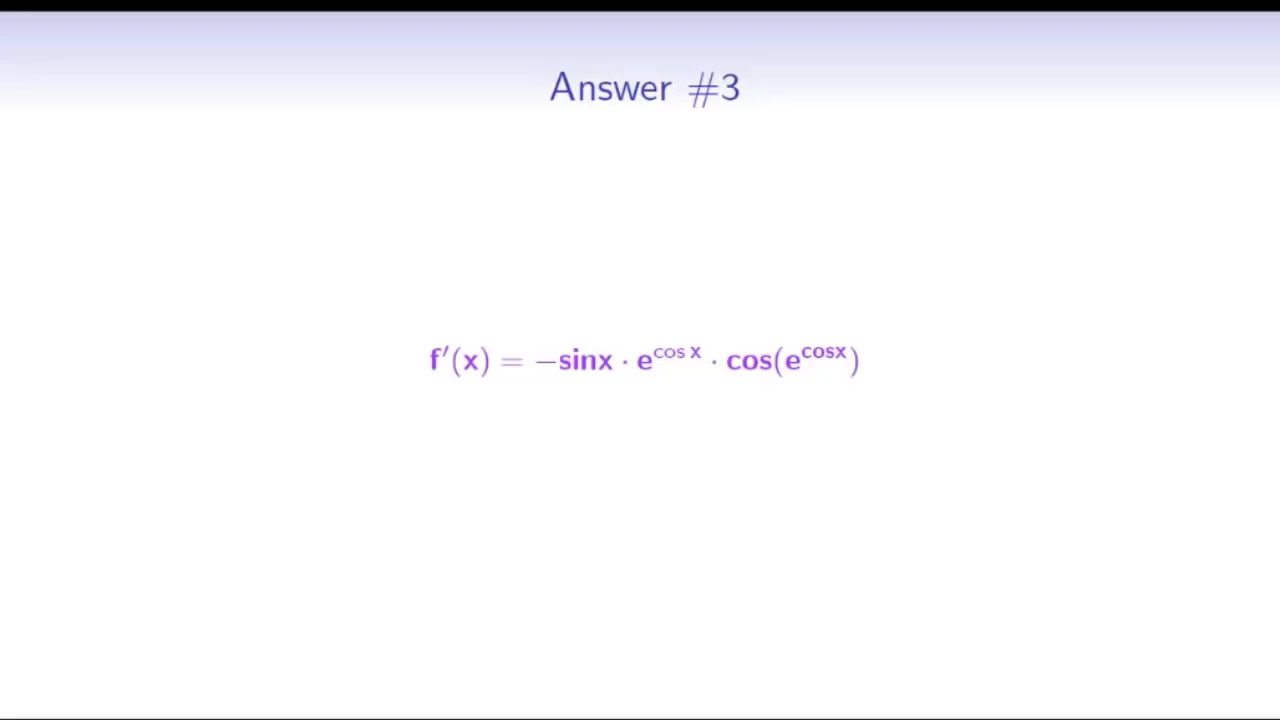 Answer #3
f′(x) = −sinx · e^{cos x} · cos(e^{cosx})